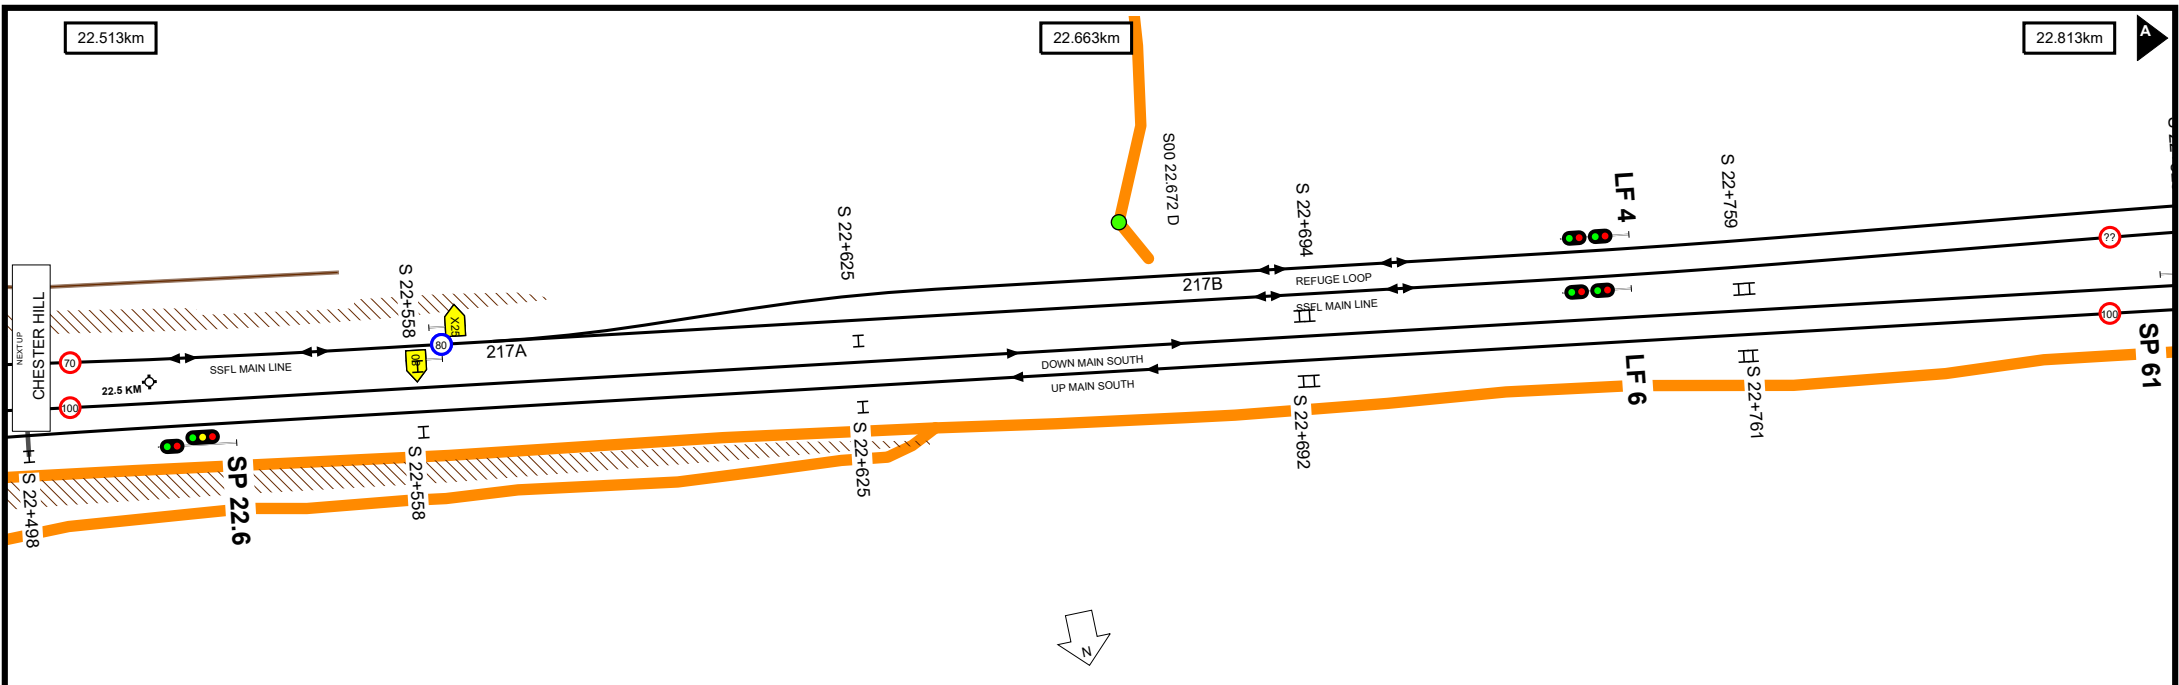 22.513km
22.663km
22.813km
A
S00 22.672 D
LF 4
S 22+759
S 22+694
S 22+625
S 22+558
NEXT UP
CHESTER HILL
X25
80
217A
217B
REFUGE LOOP
SSFL MAIN LINE
SSFL MAIN LINE
??
70
22.5 KM
100
DOWN MAIN SOUTH
UP MAIN SOUTH
100
SP 61
LF 6
S 22+761
S 22+692
S 22+625
S 22+558
SP 22.6
S 22+498
N